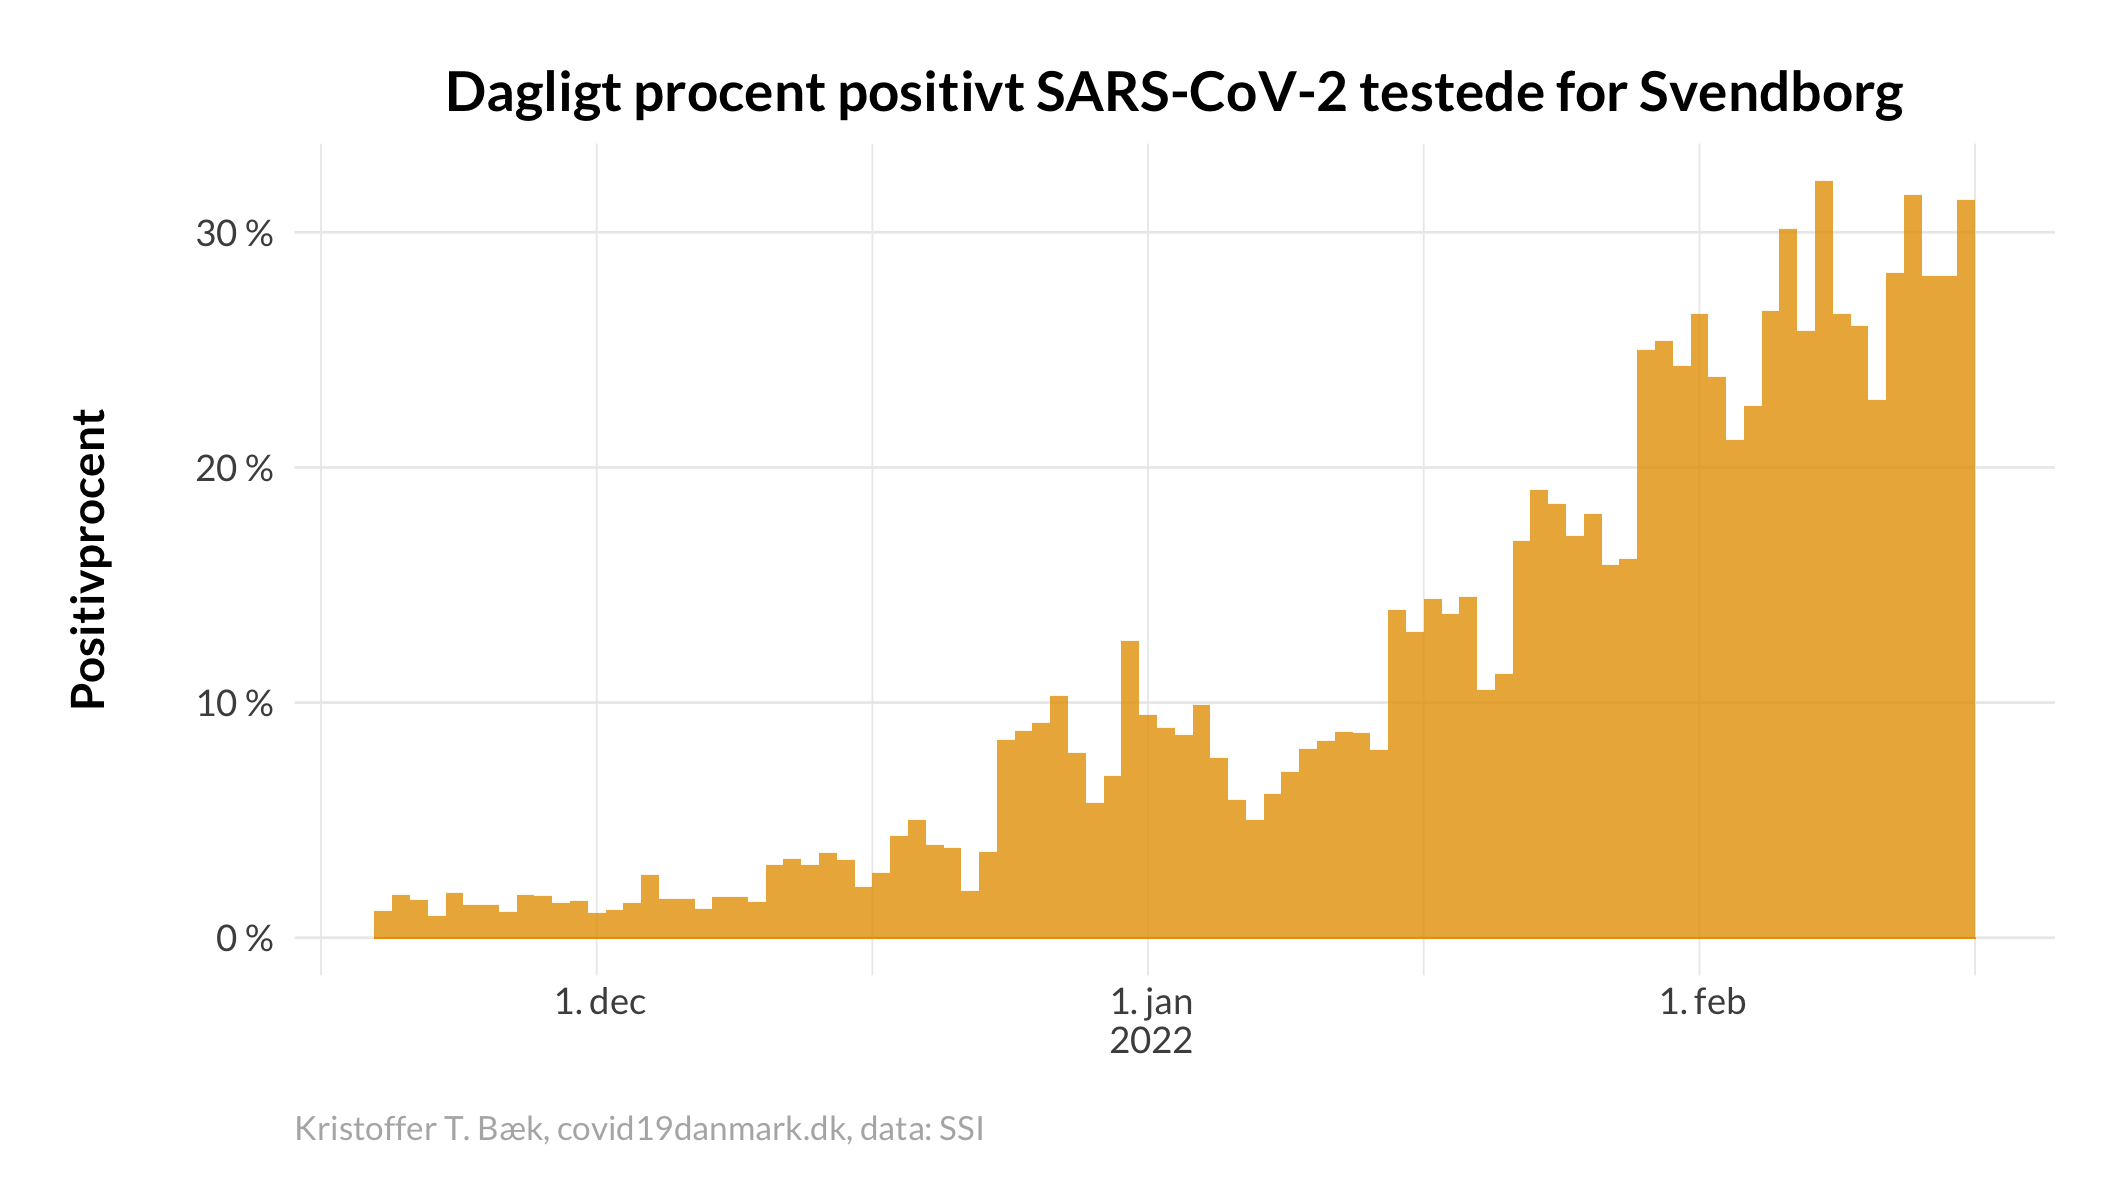 Dagligt procent positivt SARS-CoV-2 testede for Svendborg
Positivprocent
30 %
20 %
10 %
0 %
1. dec
1. jan
2022
1. feb
Kristoffer T. Bæk, covid19danmark.dk, data: SSI